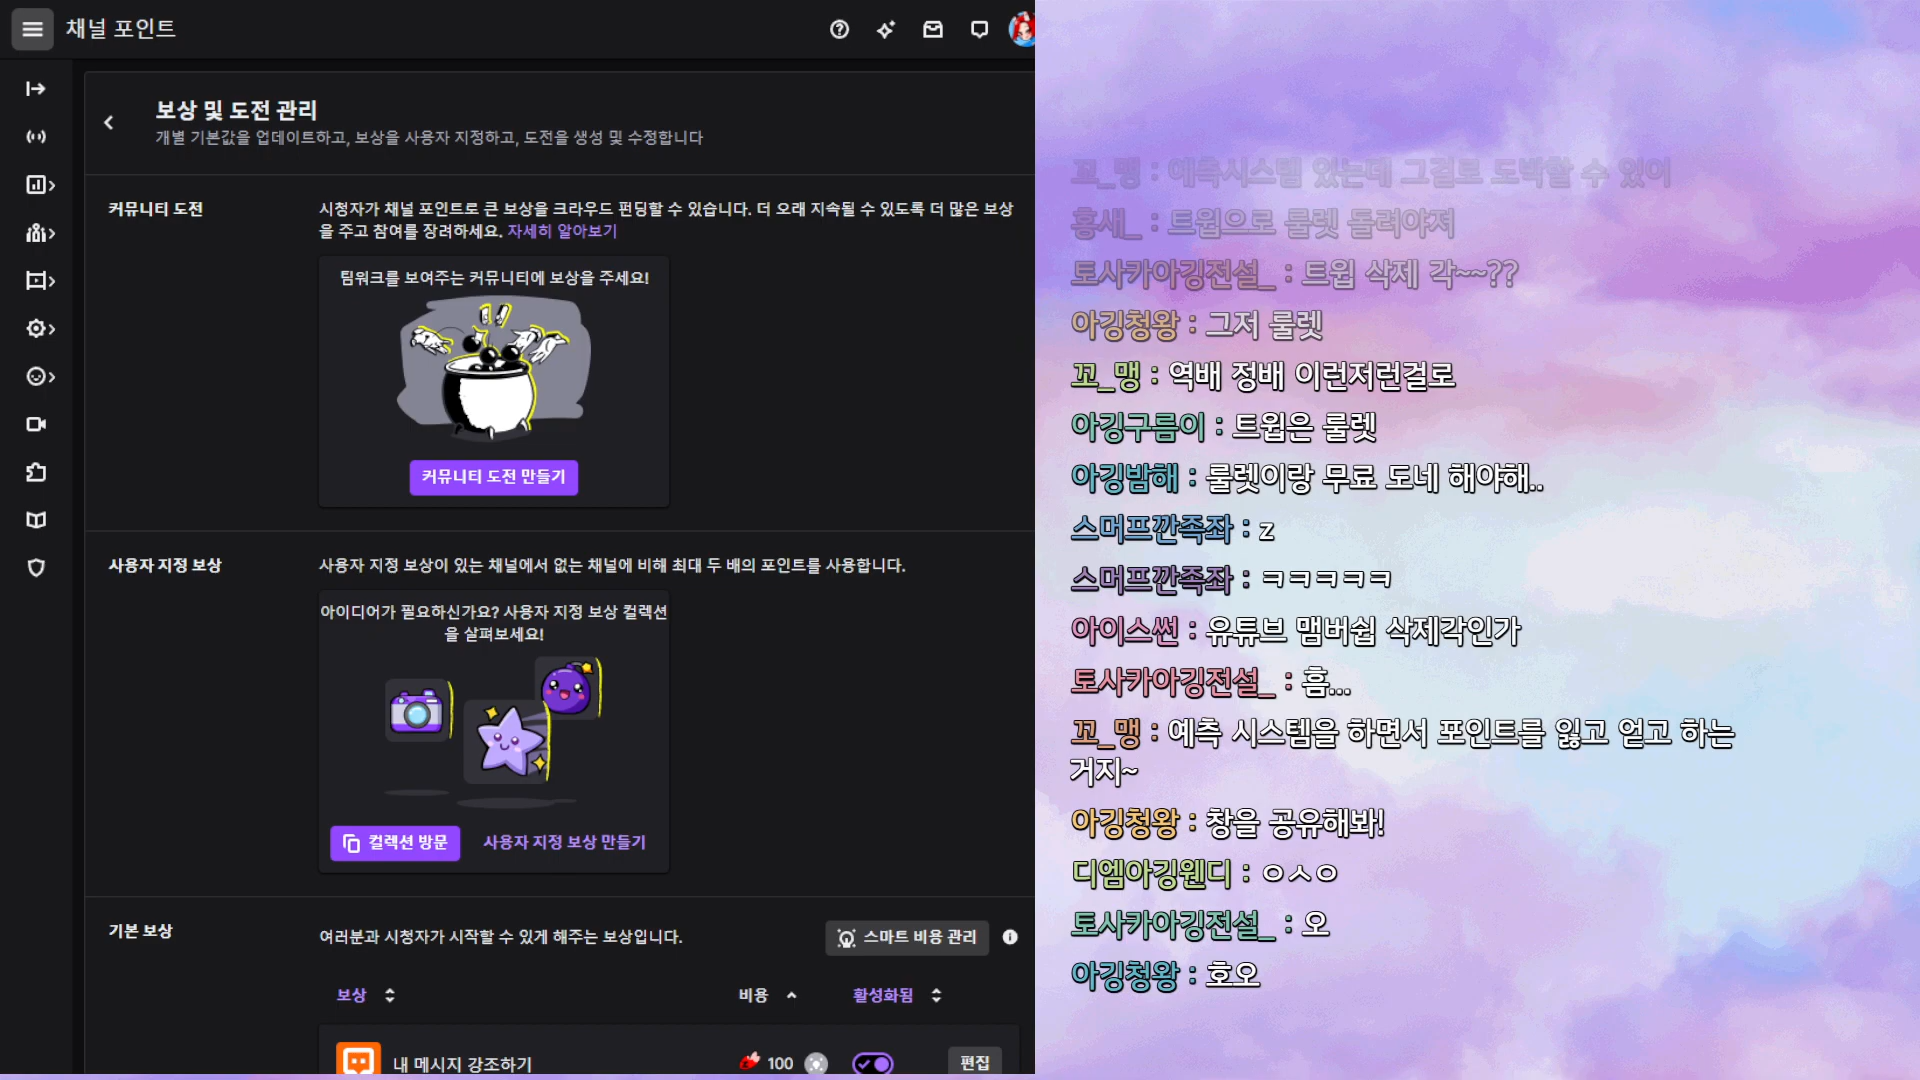 채널 포인트
보상 및 도전 관리
개별 기본값을 업데이트하고, 보상을 사용자 지정하고, 도전을 생성 및 수정합니다
커뮤니티 도전
시청자가 채널 포인트로 큰 보상을 크라우드 펀딩할 수 있습니다. 더 오래 지속될 수 있도록 더 많은 보상
을 주고 참여를 장려하세요. 자세히 알아보기
팀워크를 보여주는 커뮤니티에 보상을 주세요!
커뮤니티 도전 만들기
사용자 지정 보상
사용자 지정 보상이 있는 채널에서 없는 채널에 비해 최대 두 배의 포인트를 사용합니다.
아이디어가 필요하신가요? 사용자 지정 보상 컬렉션
을 살펴보세요!
컬렉션 방문
사용자 지정 보상 만들기
기본 보상
여러분과 시청자가 시작할 수 있게 해주는 보상입니다.
스마트 비용 관리
보상
비용
활성화됨
내 메시지 강조하기
100
편집
꼬_맹 : 예측시스템 있는데 그걸로 도박할 수 있어
홍새_ : 트윕으로 룰렛 돌려야져
토사카아깅전설_ : 트윕 삭제 각~~??
아깅청왕 : 그저 룰렛
꼬_맹 : 역배 정배 이런저런걸로
아깅구름이 : 트윕은 룰렛
아깅밤해 : 룰렛이랑 무료 도네 해야해..
스머프깐족좌 : z
스머프깐족좌 : ㅋㅋㅋㅋㅋ
아이스썬 : 유튜브 맴버쉽 삭제각인가
토사카아깅전설_ : 흠...
꼬_맹 : 예측 시스템을 하면서 포인트를 잃고 얻고 하는
거지~
아깅청왕 : 창을 공유해봐!
디엠아깅웬디 : ㅇㅅㅇ
토사카아깅전설_ : 오
아깅청왕 : 호오